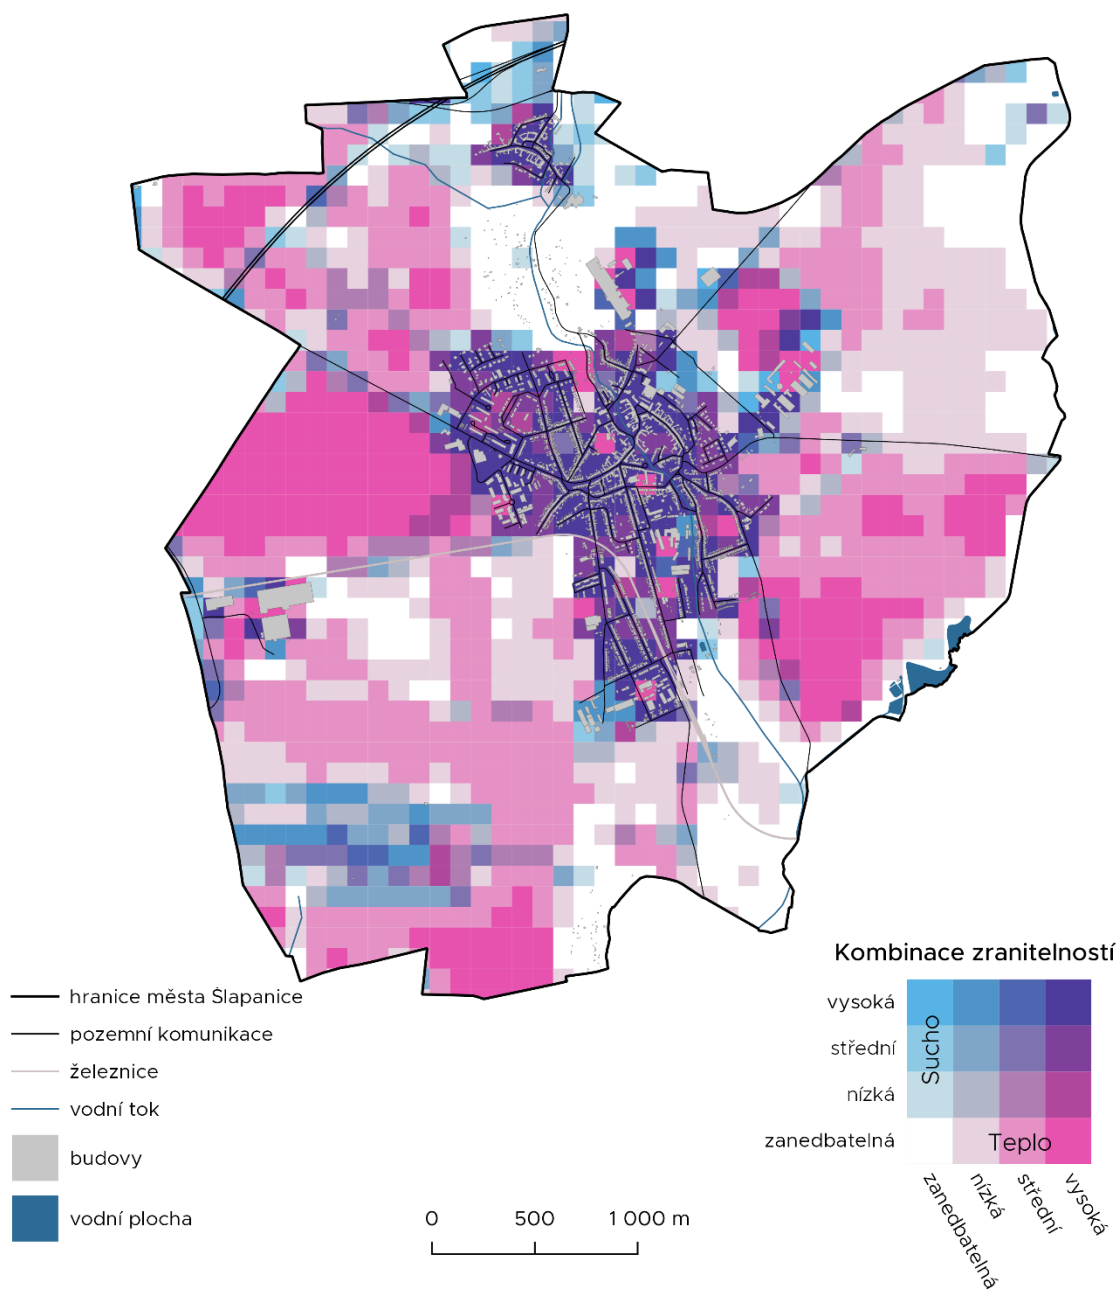 Kombinace zranitelností
vysoká
střední
nízká
zanedbatelná
Sucho
Teplo
zanedbatelná
nízká
střední
vysoká
hranice města Šlapanice
pozemní komunikace
železnice
vodní tok
budovy
vodní plocha
0 500 1 000 m